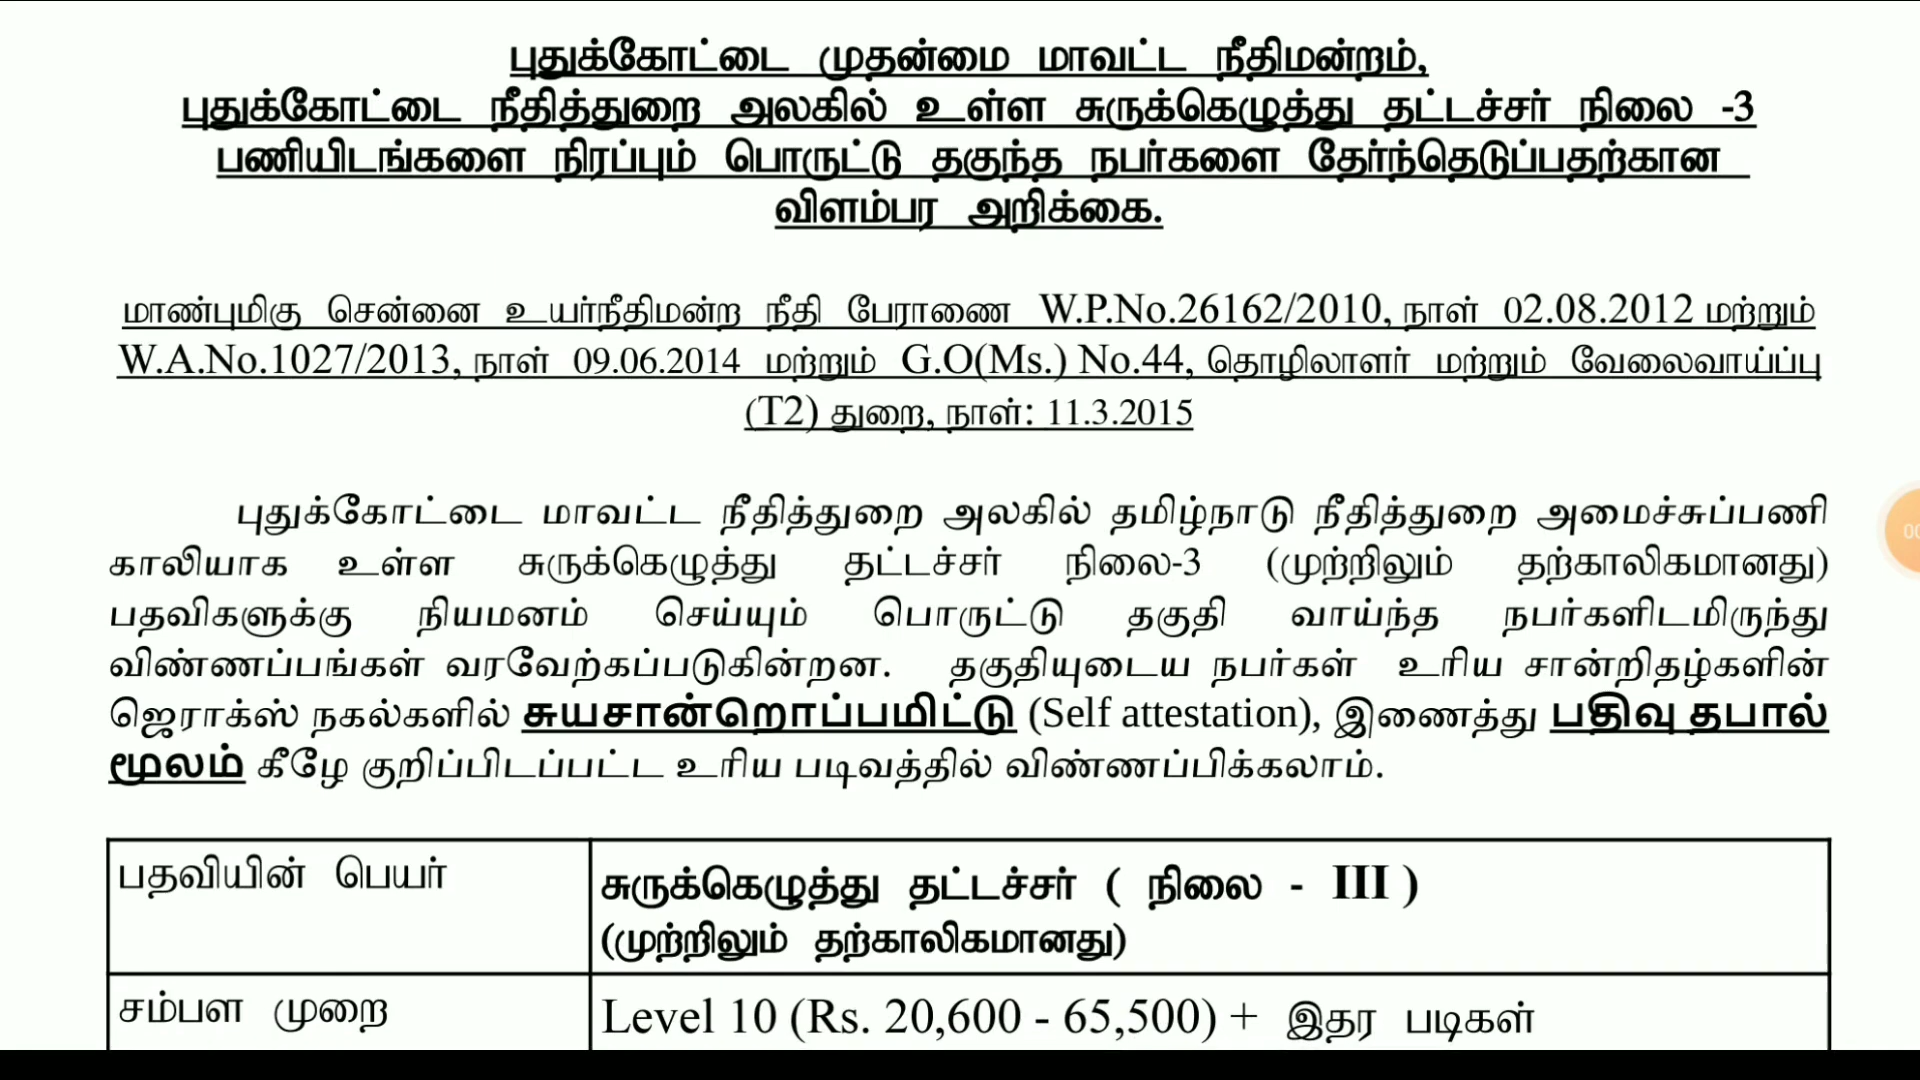 புதுக்கோட்டை முதன்மை மாவட்ட நீதிமன்றம்,
புதுக்கோட்டை நீதித்துறை அலகில் உள்ள சுருக்கெழுத்து தட்டச்சர் நிலை -3
பணியிடங்களை நிரப்பும் பொருட்டு தகுந்த நபர்களை தேர்ந்தெடுப்பதற்கான
விளம்பர அறிக்கை.
மாண்புமிகு சென்னை உயர்நீதிமன்ற நீதி பேராணை W.P.No.26162/2010, நாள் 02.08.2012 மற்றும்
W.A.No.1027/2013, நாள் 09.06.2014 மற்றும் G.O(Ms.) No.44, தொழிலாளர் மற்றும் வேலைவாய்ப்பு
(T2) துறை, நாள்: 11.3.2015
புதுக்கோட்டை மாவட்ட நீதித்துறை அலகில் தமிழ்நாடு நீதித்துறை அமைச்சுப்பணி
காலியாக உள்ள சுருக்கெழுத்து தட்டச்சர் நிலை-3 (முற்றிலும் தற்காலிகமானது)
பதவிகளுக்கு நியமனம் செய்யும் பொருட்டு தகுதி வாய்ந்த நபர்களிடமிருந்து
விண்ணப்பங்கள் வரவேற்கப்படுகின்றன. தகுதியுடைய நபர்கள் உரிய சான்றிதழ்களின்
ஜெராக்ஸ் நகல்களில் சுயசான்றொப்பமிட்டு (Self attestation), இணைத்து பதிவு தபால்
மூலம் கீழே குறிப்பிடப்பட்ட உரிய படிவத்தில் விண்ணப்பிக்கலாம்.
பதவியின் பெயர்
சுருக்கெழுத்து தட்டச்சர் ( நிலை - III )
(முற்றிலும் தற்காலிகமானது)
சம்பள முறை
Level 10 (Rs. 20,600 - 65,500) + இதர படிகள்